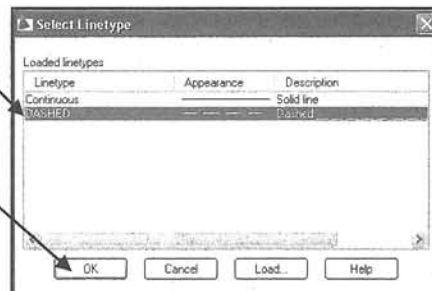 Select Linetype
Loaded linetypes
Linetype Appearance Description
Continuous Solid line
DASHED Dashed
OK Cancel Load... Help